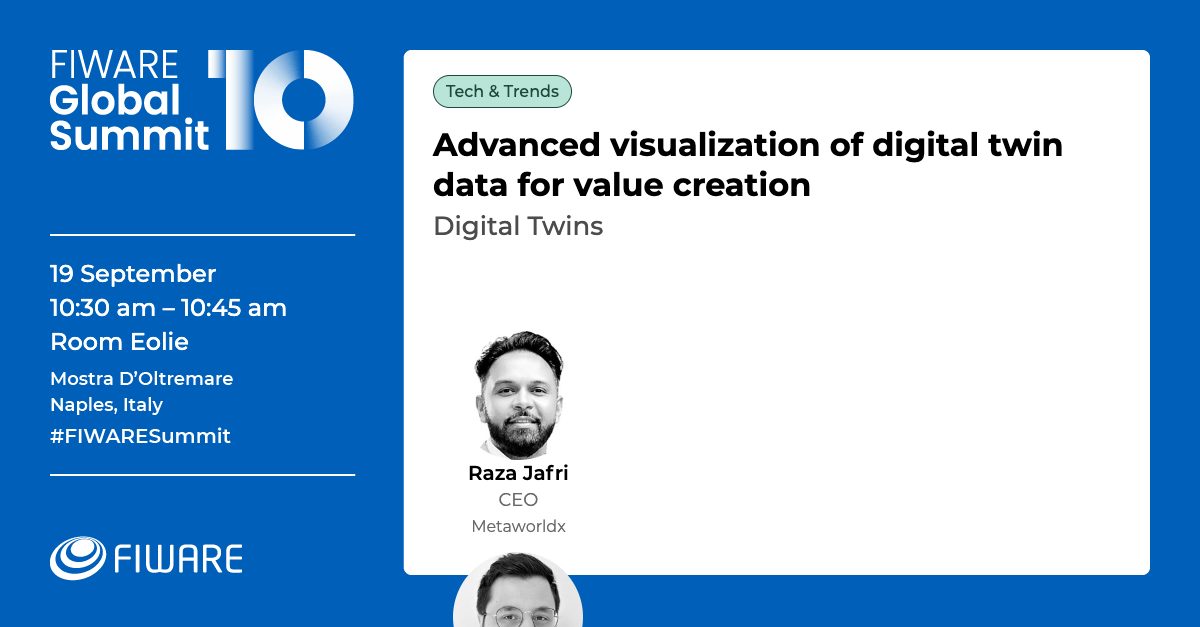 FIWARE
Global
Summit
10
19 September
10:30 am – 10:45 am
Room Eolie
Mostra D’Oltremare
Naples, Italy
#FIWARESummit
FIWARE
Tech & Trends
Advanced visualization of digital twin
data for value creation
Digital Twins
Raza Jafri
CEO
Metaworldx